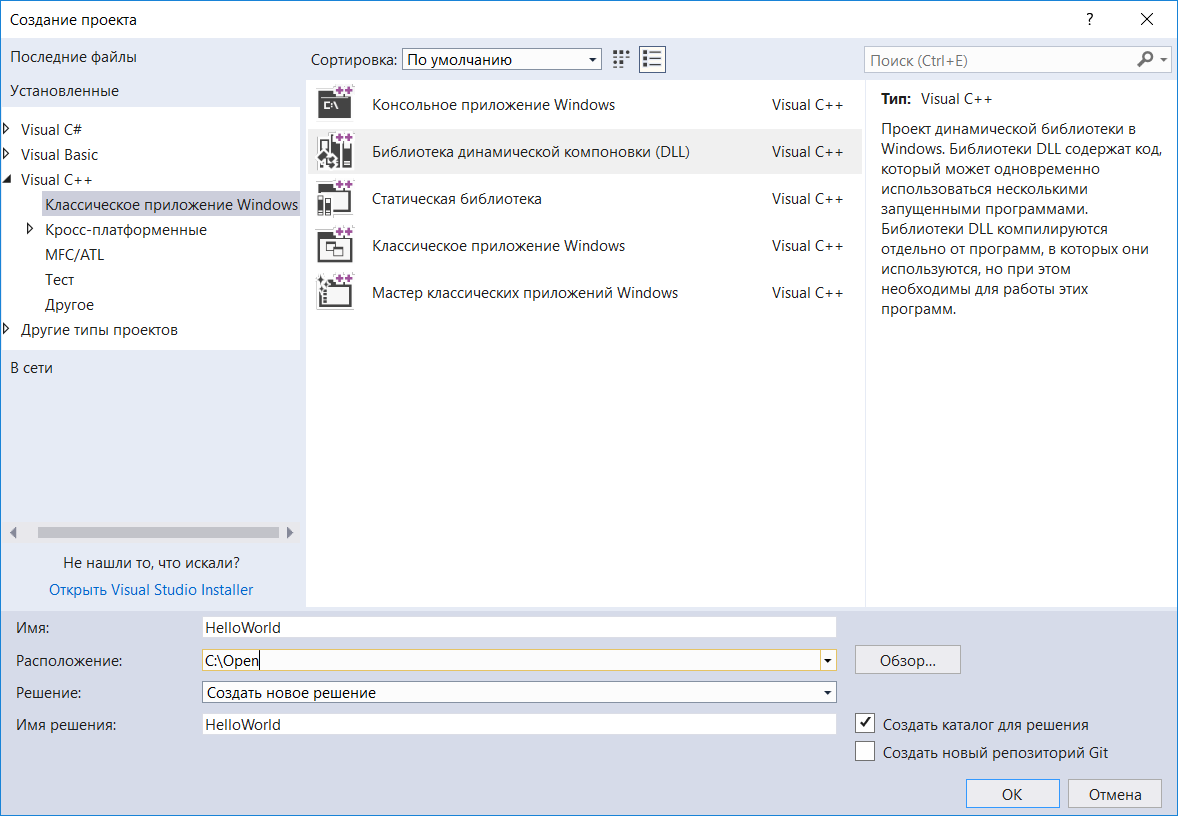 Создание проекта
?
Последние файлы
Установленные
Visual C#
Visual Basic
Visual C++
Классическое приложение Windows
Кросс-платформенные
MFC/ATL
Тест
Другое
Другие типы проектов
В сети
Не нашли то, что искали?
Открыть Visual Studio Installer
Сортировка: По умолчанию
Консольное приложение Windows Visual C++
Библиотека динамической компоновки (DLL) Visual C++
Статическая библиотека Visual C++
Классическое приложение Windows Visual C++
Мастер классических приложений Windows Visual C++
Поиск (Ctrl+E)
Тип: Visual C++
Проект динамической библиотеки в
Windows. Библиотеки DLL содержат код,
который может одновременно
использоваться несколькими
запущенными программами.
Библиотеки DLL компилируются
отдельно от программ, в которых они
используются, но при этом
необходимы для работы этих
программ.
Имя: HelloWorld
Расположение: C:\Open Обзор...
Решение: Создать новое решение
Имя решения: HelloWorld
Создать каталог для решения
Создать новый репозиторий Git
ОК Отмена